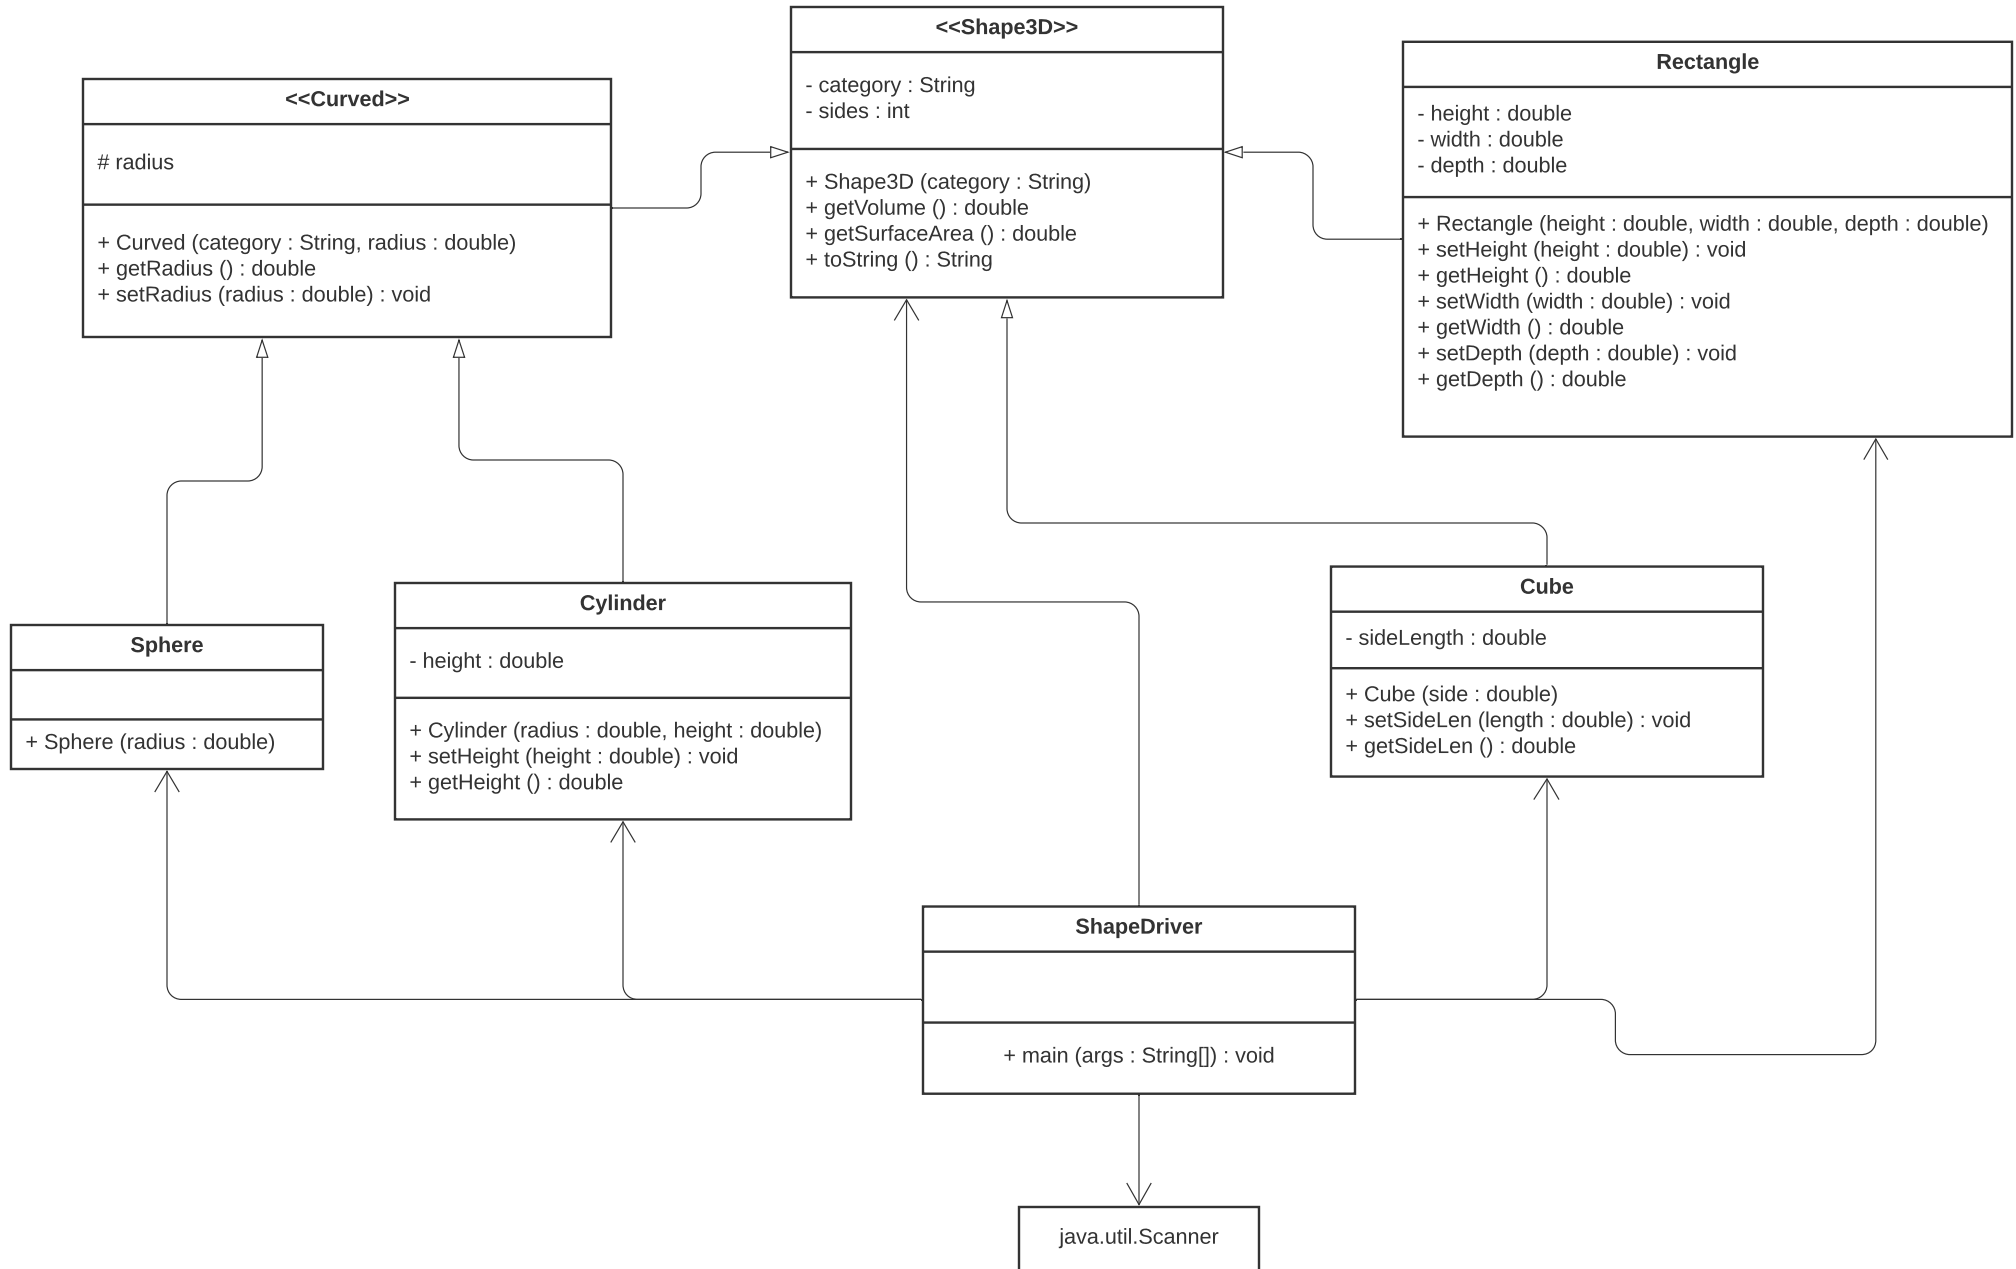 <<Shape3D>>
- category : String
- sides : int
+ Shape3D (category : String)
+ getVolume () : double
+ getSurfaceArea () : double
+ toString () : String
<<Curved>>
# radius
+ Curved (category : String, radius : double)
+ getRadius () : double
+ setRadius (radius : double) : void
Rectangle
- height : double
- width : double
- depth : double
+ Rectangle (height : double, width : double, depth : double)
+ setHeight (height : double) : void
+ getHeight () : double
+ setWidth (width : double) : void
+ getWidth () : double
+ setDepth (depth : double) : void
+ getDepth () : double
Sphere
+ Sphere (radius : double)
Cylinder
- height : double
+ Cylinder (radius : double, height : double)
+ setHeight (height : double) : void
+ getHeight () : double
Cube
- sideLength : double
+ Cube (side : double)
+ setSideLen (length : double) : void
+ getSideLen () : double
ShapeDriver
+ main (args : String[]) : void
java.util.Scanner